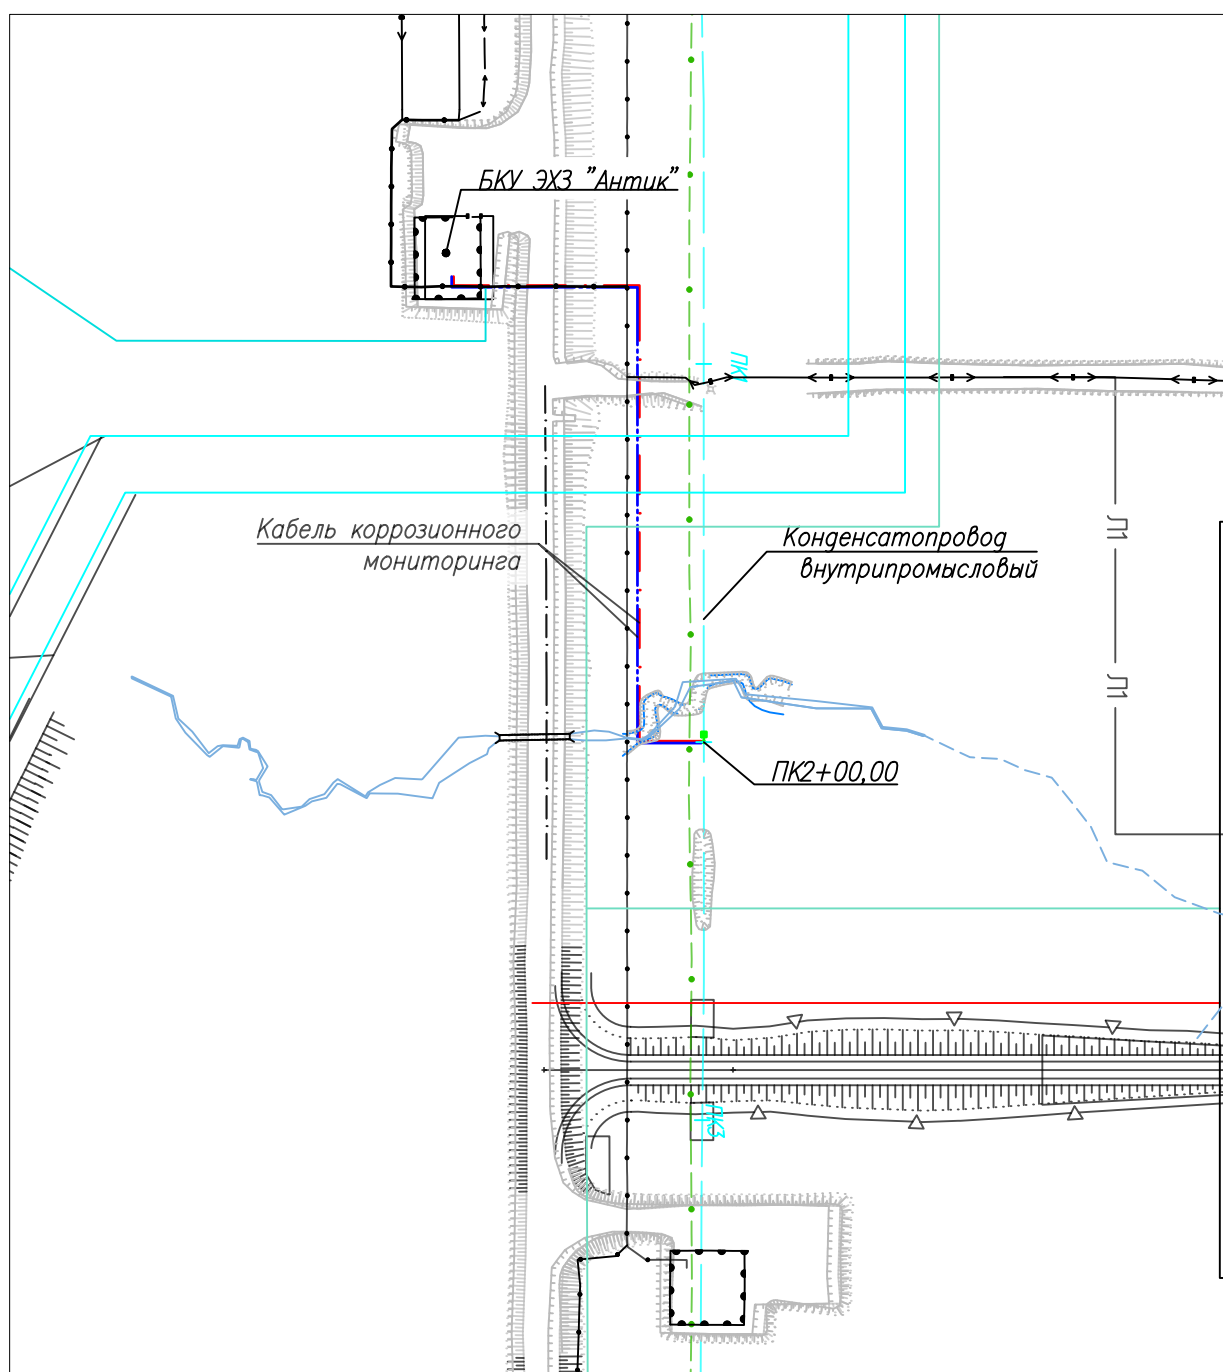 БКУ ЭХЗ "Антик"
ПК1
Кабель коррозионного
мониторинга
Конденсатопровод
внутрипромысловый
Л1
Л1
ПК2+00,00
ПК3